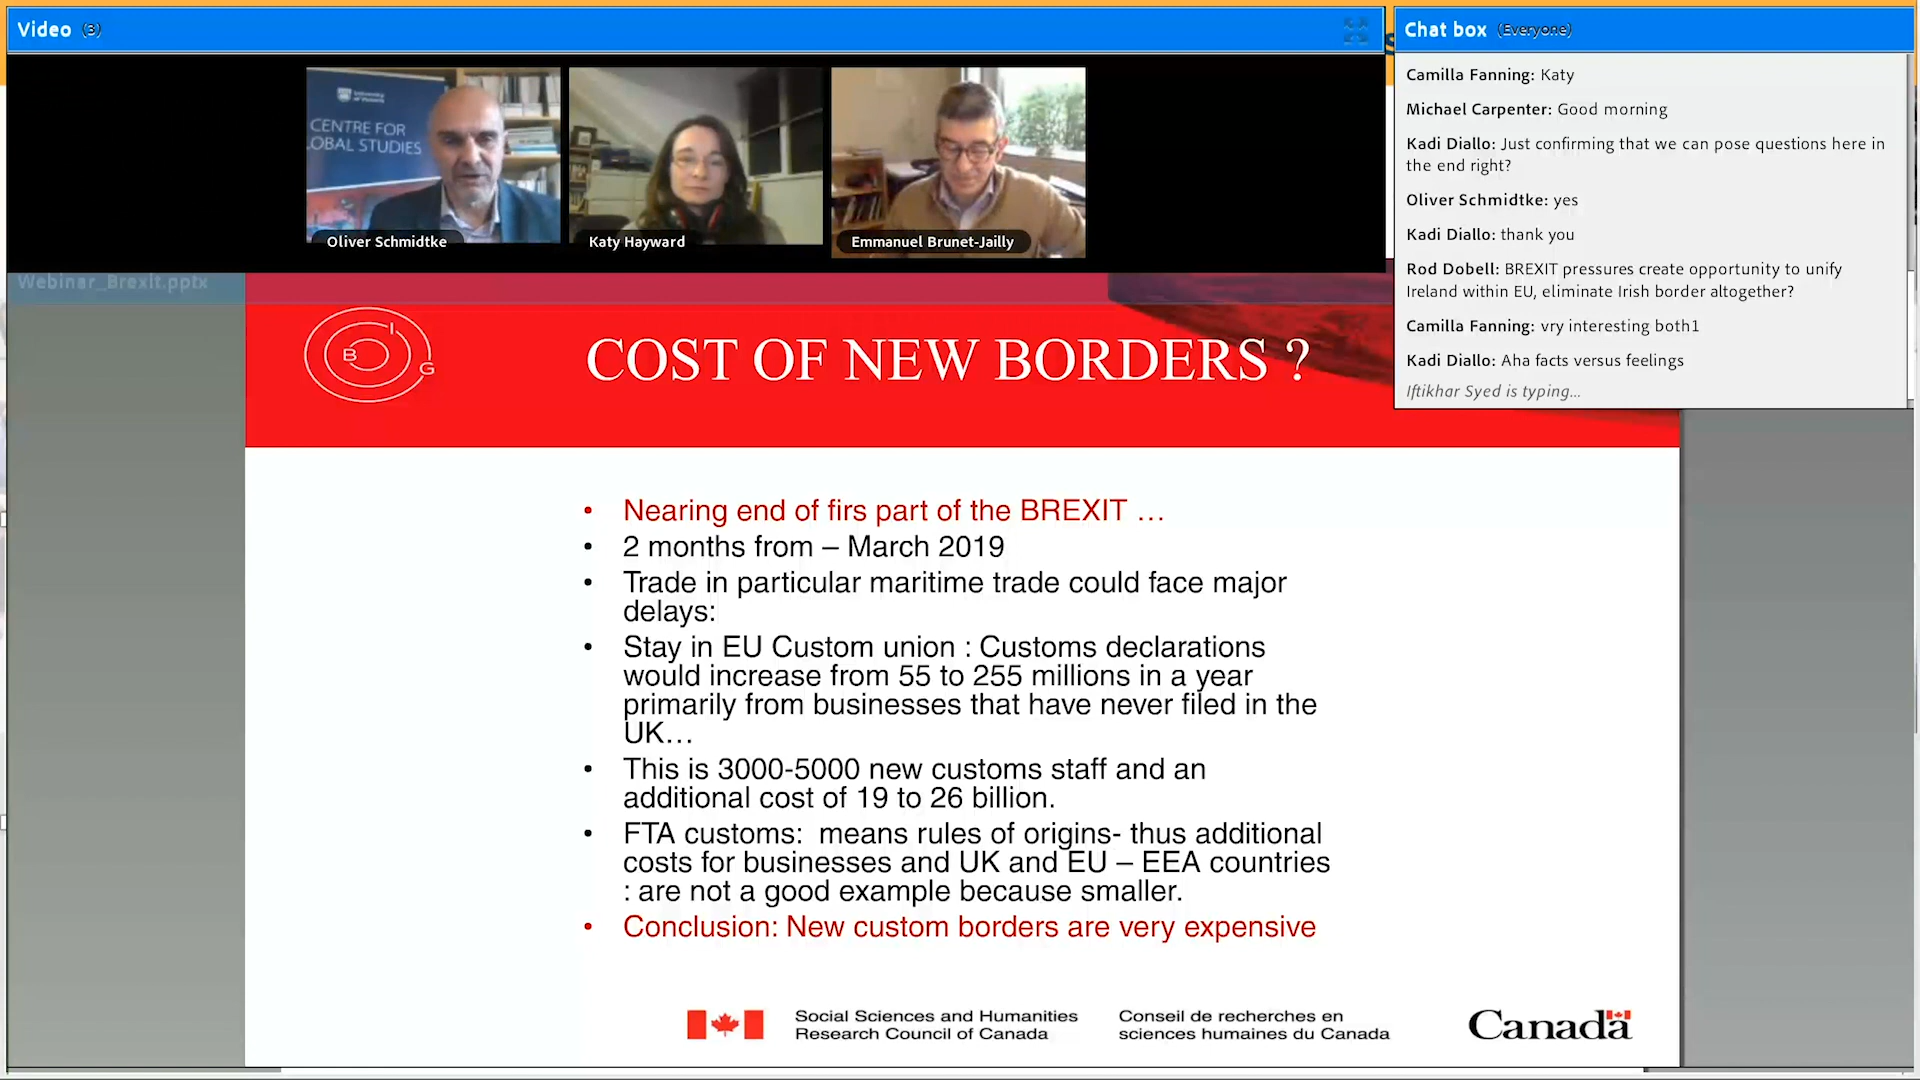 Video (3)
University of Victoria
CENTRE FOR
OBAL STUDIES
Oliver Schmidtke
Katy Hayward
Emmanuel Brunet-Jailly
Chat box (Everyone)
Camilla Fanning: Katy
Michael Carpenter: Good morning
Kadi Diallo: Just confirming that we can pose questions here in
the end right?
Oliver Schmidtke: yes
Kadi Diallo: thank you
Rod Dobell: BREXIT pressures create opportunity to unify
Ireland within EU, eliminate Irish border altogether?
Camilla Fanning: vry interesting both1
Kadi Diallo: Aha facts versus feelings
Iftikhar Syed is typing...
Webinar_Brexit.pptx
B I G
COST OF NEW BORDERS ?
• Nearing end of firs part of the BREXIT …
• 2 months from – March 2019
• Trade in particular maritime trade could face major
delays:
• Stay in EU Custom union : Customs declarations
would increase from 55 to 255 millions in a year
primarily from businesses that have never filed in the
UK…
• This is 3000-5000 new customs staff and an
additional cost of 19 to 26 billion.
• FTA customs:  means rules of origins- thus additional
costs for businesses and UK and EU – EEA countries
: are not a good example because smaller.
• Conclusion: New custom borders are very expensive
Social Sciences and Humanities
Research Council of Canada
Conseil de recherches en
sciences humaines du Canada
Canada